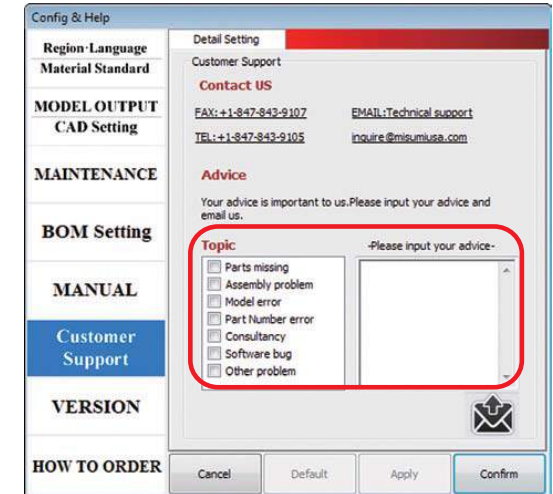 Config & Help
Region·Language
Material Standard
MODEL OUTPUT
CAD Setting
MAINTENANCE
BOM Setting
MANUAL
Customer
Support
VERSION
HOW TO ORDER
Detail Setting
Customer Support
Contact US
FAX:+1-847-843-9107 EMAIL:Technical support
TEL:+1-847-843-9105 inquire@misumiusa.com
Advice
Your advice is important to us.Please input your advice and
email us.
Topic -Please input your advice-
Parts missing
Assembly problem
Model error
Part Number error
Consultancy
Software bug
Other problem
Cancel Default Apply Confirm